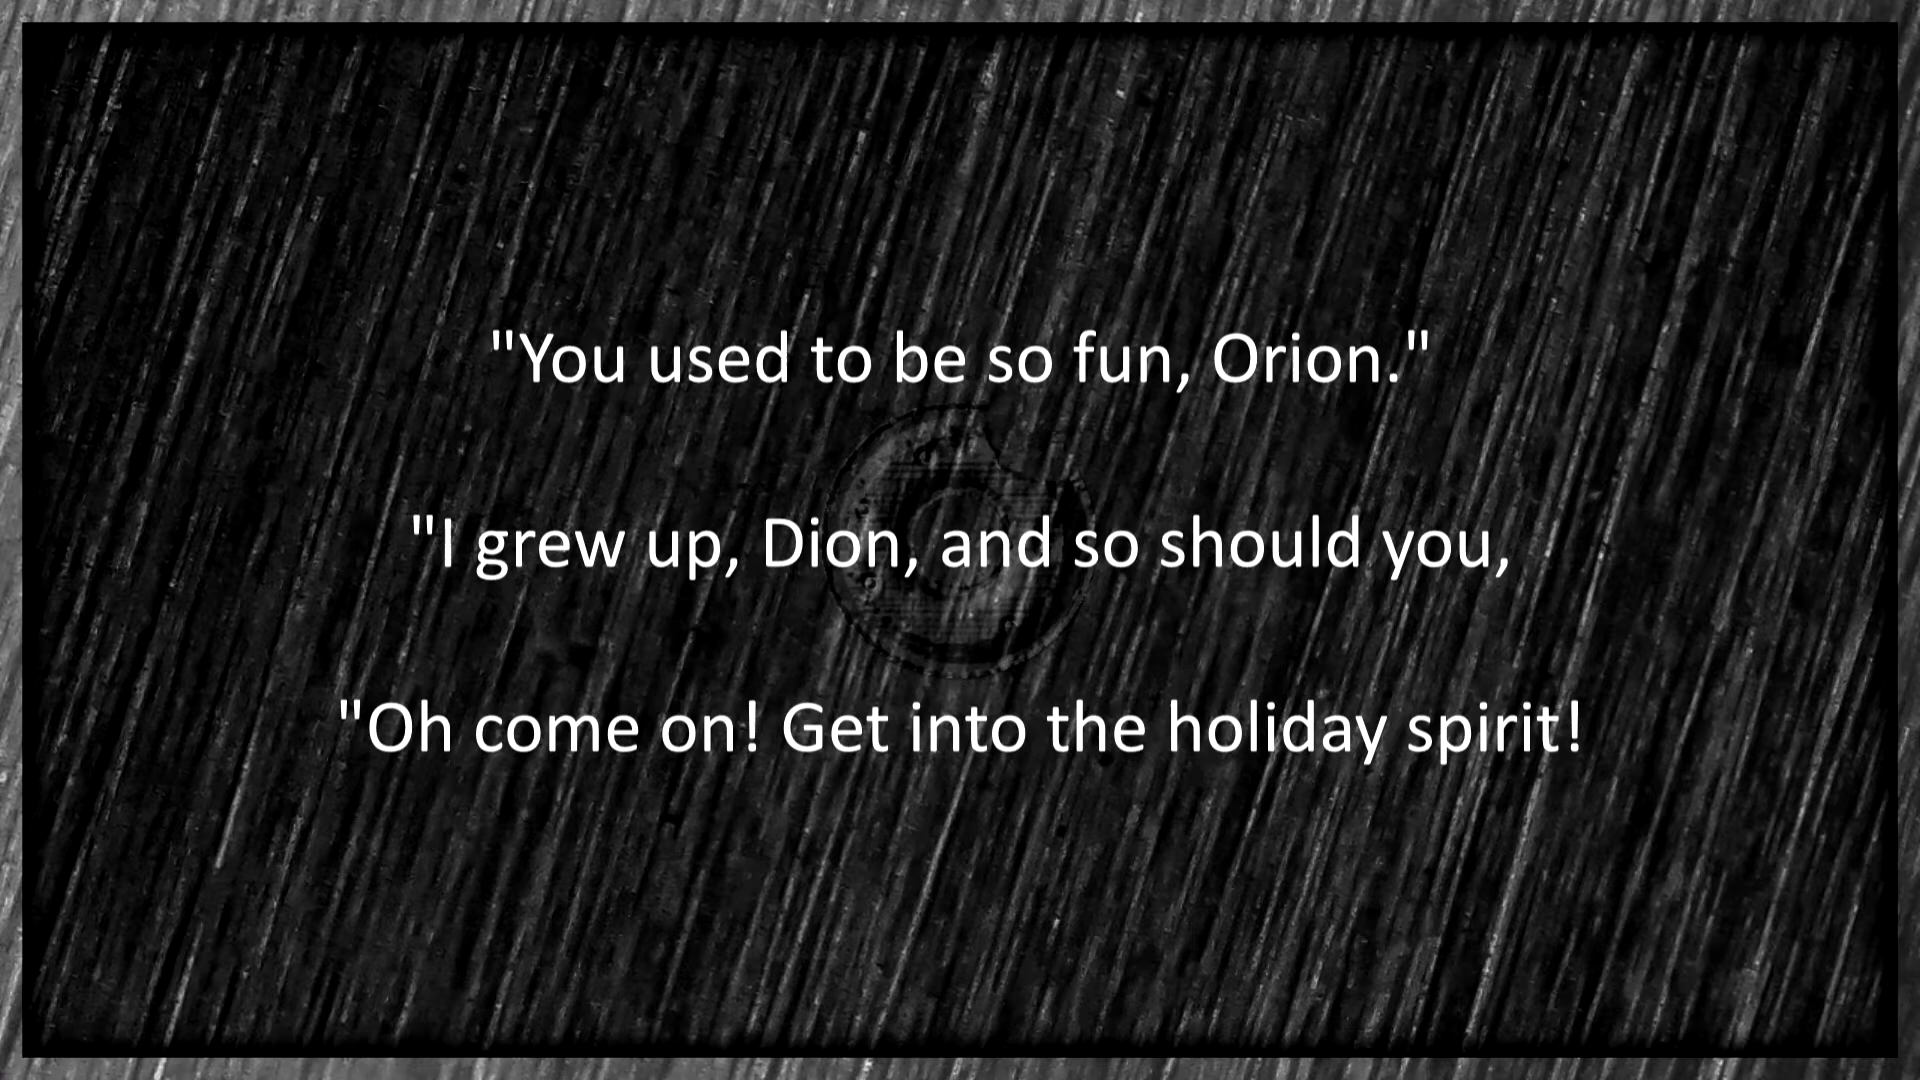 "You used to be so fun, Orion."
"I grew up, Dion, and so should you,
"Oh come on! Get into the holiday spirit!